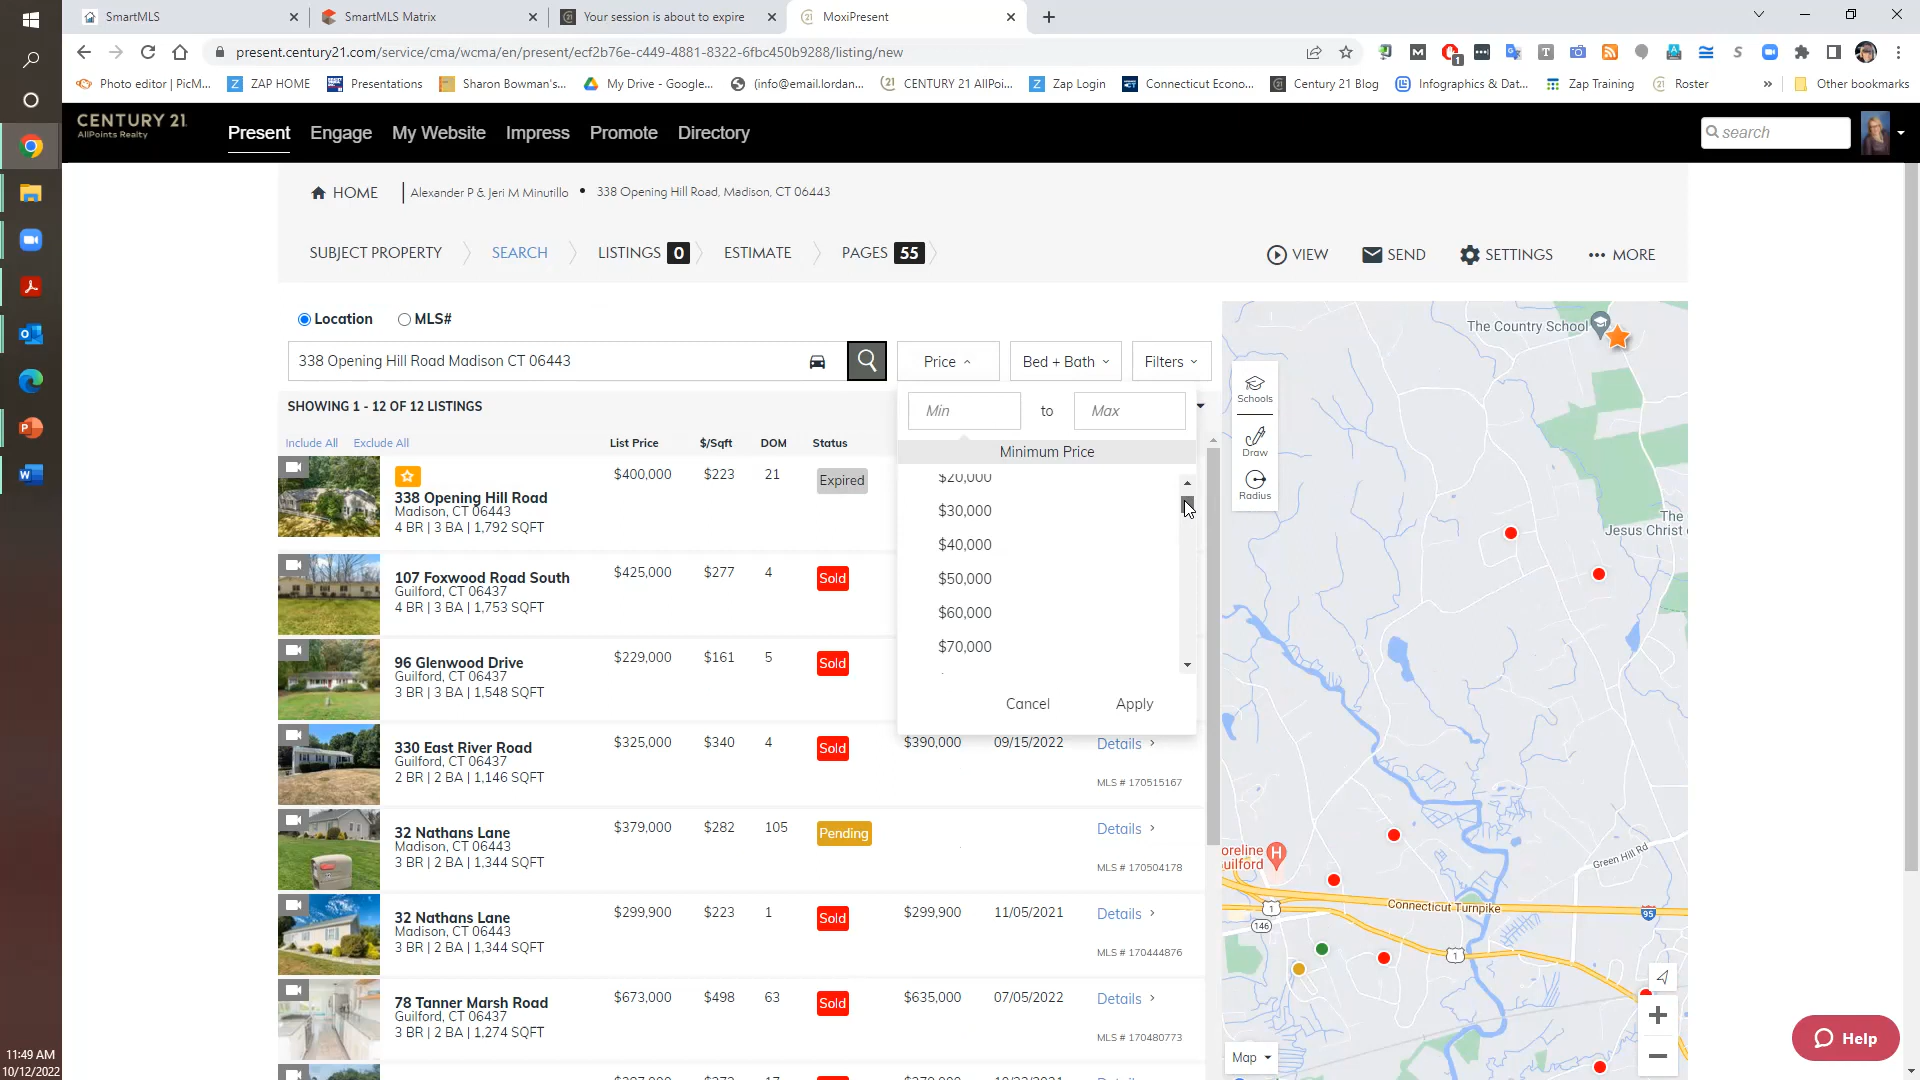 SmartMLS
SmartMLS Matrix
Your session is about to expire
MoxiPresent
present.century21.com/service/cma/wcma/en/present/ecf2b76e-c449-4881-8322-6fbc450b9288/listing/new
Photo editor | PicM...
ZAP HOME
Presentations
Sharon Bowman's...
My Drive - Google...
(info@email.lordan...
CENTURY 21 AllPoi...
Zap Login
Connecticut Econo...
Century 21 Blog
Infographics & Dat...
Zap Training
Roster
Other bookmarks
CENTURY 21.
AllPoints Realty
Present
Engage
My Website
Impress
Promote
Directory
search
HOME
Alexander P & Jeri M Minutillo • 338 Opening Hill Road, Madison, CT 06443
SUBJECT PROPERTY
SEARCH
LISTINGS 0
ESTIMATE
PAGES 55
VIEW
SEND
SETTINGS
MORE
Location
MLS#
338 Opening Hill Road Madison CT 06443
Price
Bed + Bath
Filters
SHOWING 1 - 12 OF 12 LISTINGS
Min
to
Max
Include All
Exclude All
List Price
$/Sqft
DOM
Status
Minimum Price
$20,000
$30,000
$40,000
$50,000
$60,000
$70,000
Cancel
Apply
338 Opening Hill Road
Madison, CT 06443
4 BR | 3 BA | 1,792 SQFT
$400,000
$223
21
Expired
107 Foxwood Road South
Guilford, CT 06437
4 BR | 3 BA | 1,753 SQFT
$425,000
$277
4
Sold
96 Glenwood Drive
Guilford, CT 06437
3 BR | 3 BA | 1,548 SQFT
$229,000
$161
5
Sold
330 East River Road
Guilford, CT 06437
2 BR | 2 BA | 1,146 SQFT
$325,000
$340
4
Sold
$390,000
09/15/2022
Details
MLS # 170515167
32 Nathans Lane
Madison, CT 06443
3 BR | 2 BA | 1,344 SQFT
$379,000
$282
105
Pending
Details
MLS # 170504178
32 Nathans Lane
Madison, CT 06443
3 BR | 2 BA | 1,344 SQFT
$299,900
$223
1
Sold
$299,900
11/05/2021
Details
MLS # 170444876
78 Tanner Marsh Road
Guilford, CT 06437
3 BR | 2 BA | 1,274 SQFT
$673,000
$498
63
Sold
$635,000
07/05/2022
Details
MLS # 170480773
The Country School
Schools
Draw
Radius
The
Jesus Christ o
oreline
uilford
H
Green Hill Rd
Connecticut Turnpike
1
146
1
95
Map
Help
11:49 AM
10/12/2022